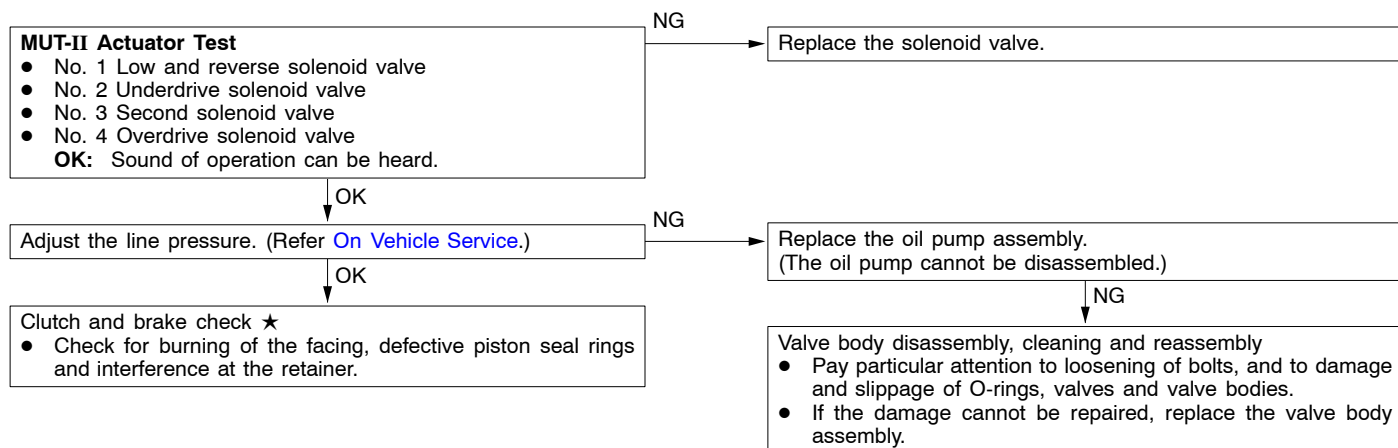 NG
MUT-II Actuator Test
● No. 1 Low and reverse solenoid valve
● No. 2 Underdrive solenoid valve
● No. 3 Second solenoid valve
● No. 4 Overdrive solenoid valve
OK: Sound of operation can be heard.
Replace the solenoid valve.
OK
NG
Adjust the line pressure. (Refer On Vehicle Service.)
Replace the oil pump assembly.
(The oil pump cannot be disassembled.)
OK
NG
Clutch and brake check ★
● Check for burning of the facing, defective piston seal rings
and interference at the retainer.
Valve body disassembly, cleaning and reassembly
● Pay particular attention to loosening of bolts, and to damage
and slippage of O-rings, valves and valve bodies.
● If the damage cannot be repaired, replace the valve body
assembly.